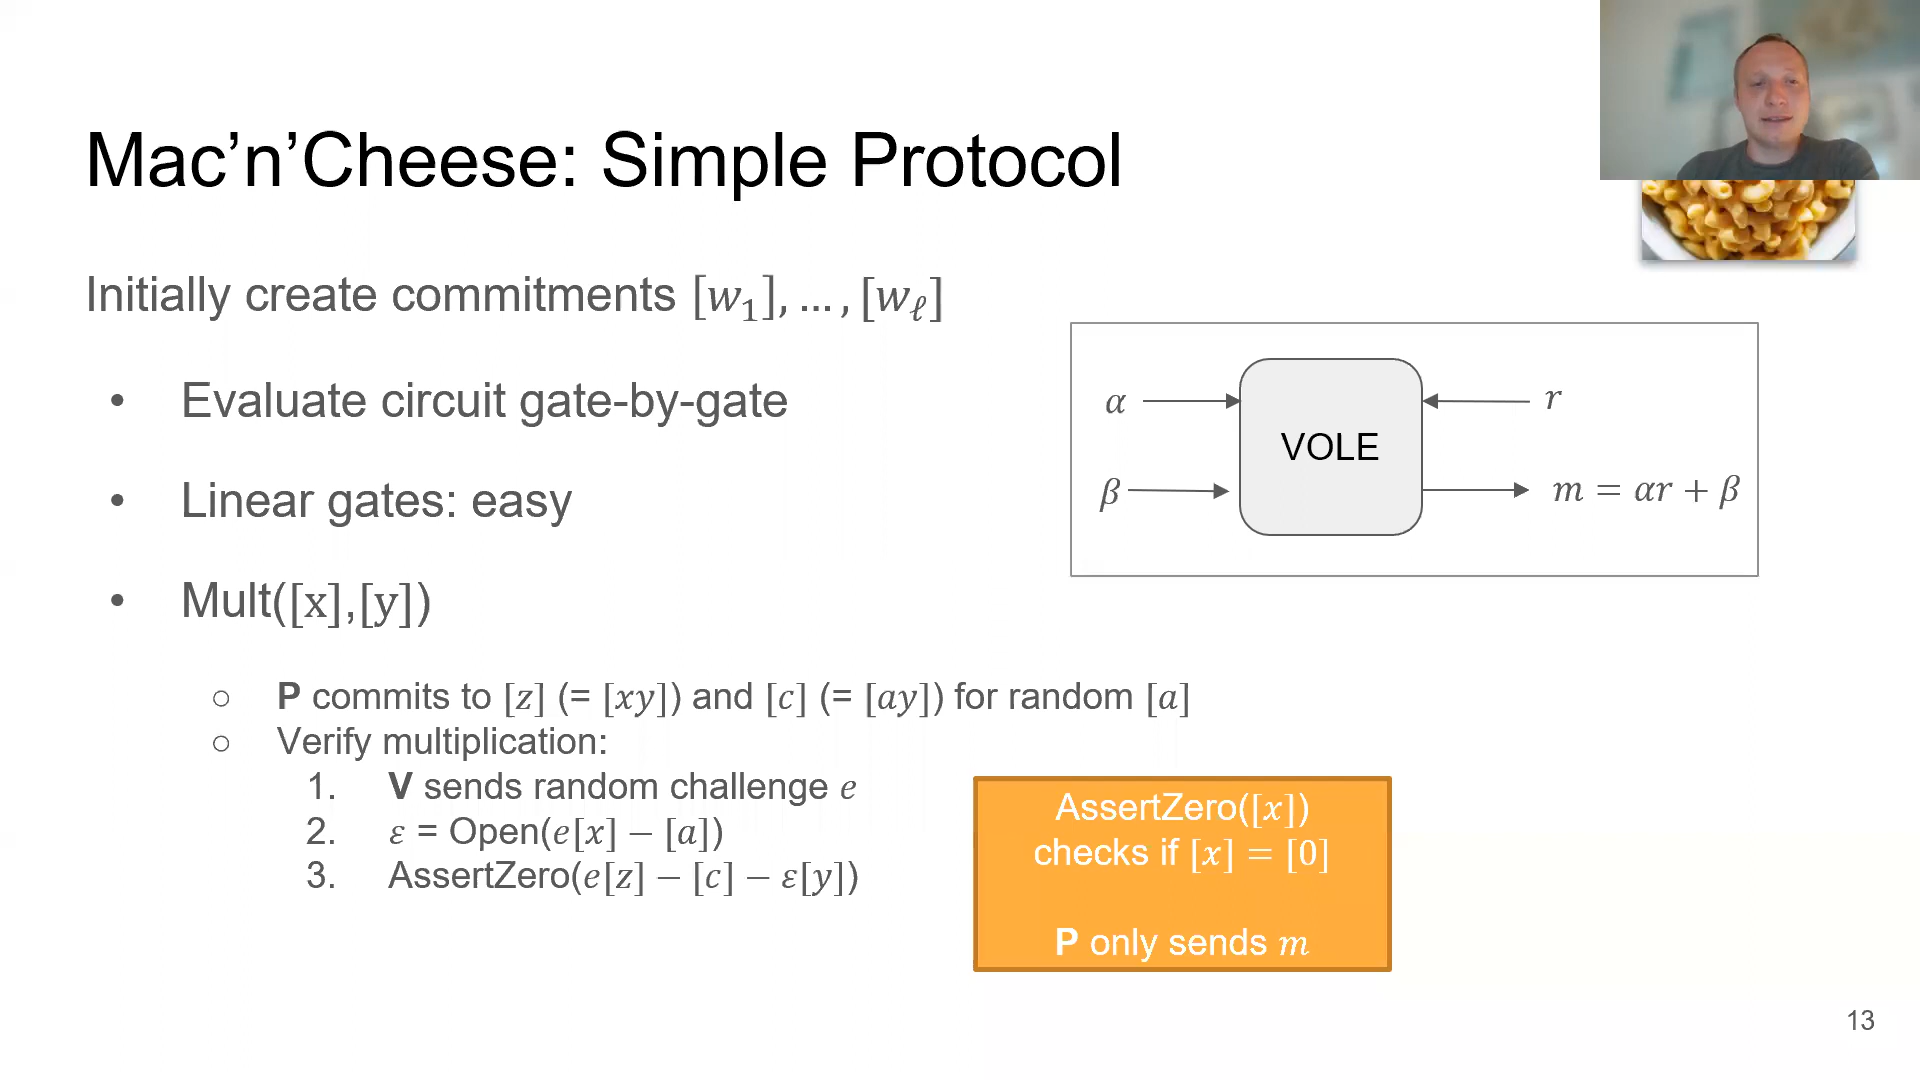 Mac’n’Cheese: Simple Protocol
Initially create commitments [w₁], … , [wℓ]
• Evaluate circuit gate-by-gate
• Linear gates: easy
• Mult([x],[y])
○ P commits to [z] (= [xy]) and [c] (= [ay]) for random [a]
○ Verify multiplication:
1. V sends random challenge e
2. ε = Open(e[x] − [a])
3. AssertZero(e[z] − [c] − ε[y])
α
r
VOLE
β
m = αr + β
AssertZero([x])
checks if [x] = [0]
P only sends m
13